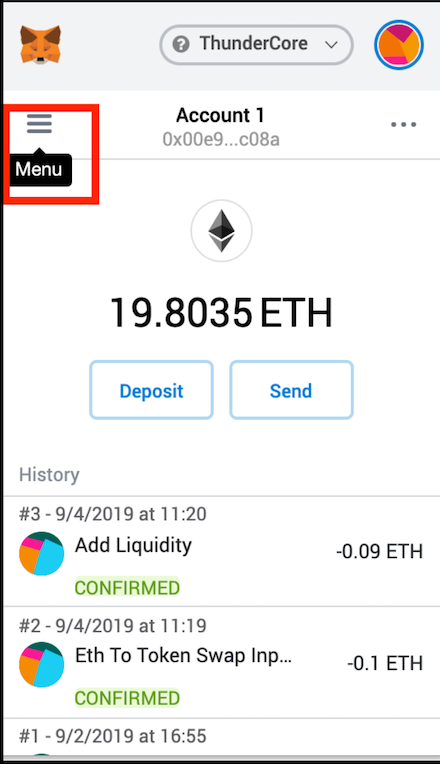 ThunderCore
Account 1
0x00e9...c08a
Menu
19.8035 ETH
Deposit
Send
History
#3 - 9/4/2019 at 11:20
Add Liquidity
-0.09 ETH
CONFIRMED
#2 - 9/4/2019 at 11:19
Eth To Token Swap Inp...
-0.1 ETH
CONFIRMED
#1 - 9/2/2019 at 16:55